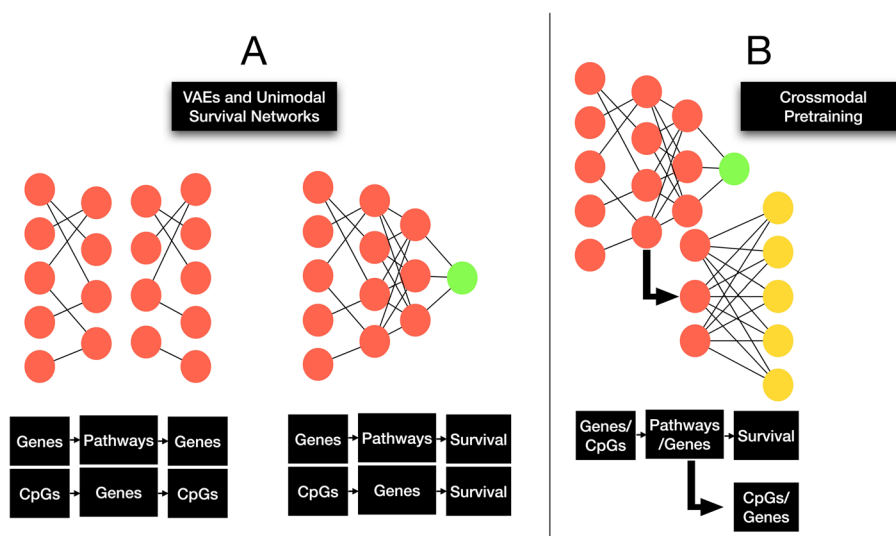 A
VAEs and Unimodal
Survival Networks
Genes
Pathways
Genes
CpGs
Genes
CpGs
Genes
Pathways
Survival
CpGs
Genes
Survival
B
Crossmodal
Pretraining
Genes/
CpGs
Pathways
/Genes
Survival
CpGs/
Genes